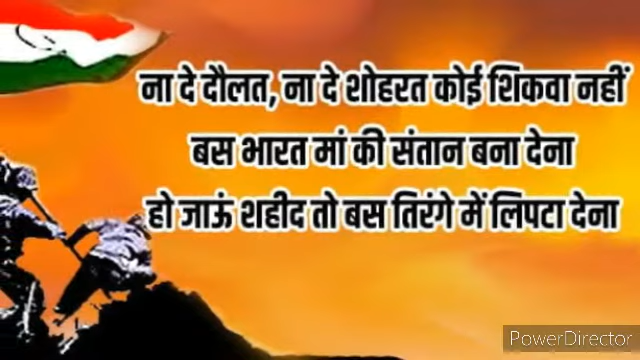 ना दे दौलत, ना दे शोहरत कोई शिकवा नहीं
बस भारत मां की संतान बना देना
हो जाऊं शहीद तो बस तिरंगे में लिपटा देना
PowerDirector